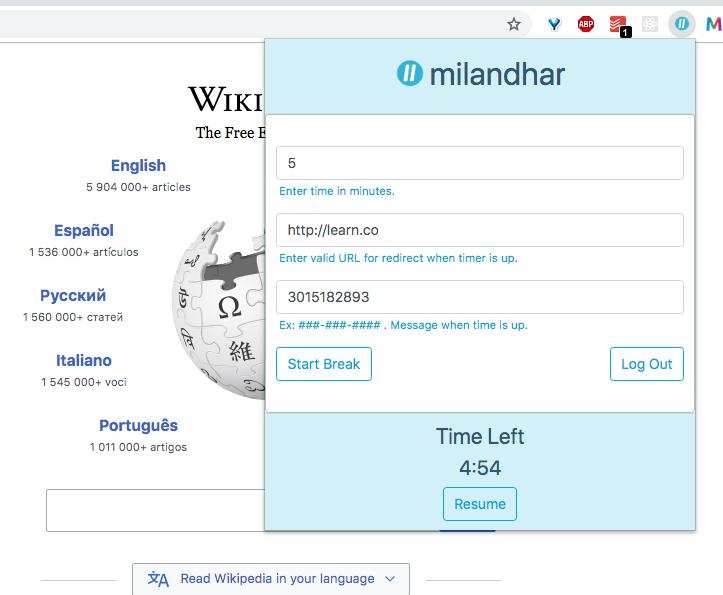 ABP
1
M
milandhar
WIKI
The Free E
English
5 904 000+ articles
Español
1 536 000+ artículos
Русский
1 560 000+ статей
Italiano
1 545 000+ voci
Português
1 011 000+ artigos
Ω
維
5
Enter time in minutes.
http://learn.co
Enter valid URL for redirect when timer is up.
3015182893
Ex: ###-###-#### . Message when time is up.
Start Break
Log Out
Time Left
4:54
Resume
Read Wikipedia in your language